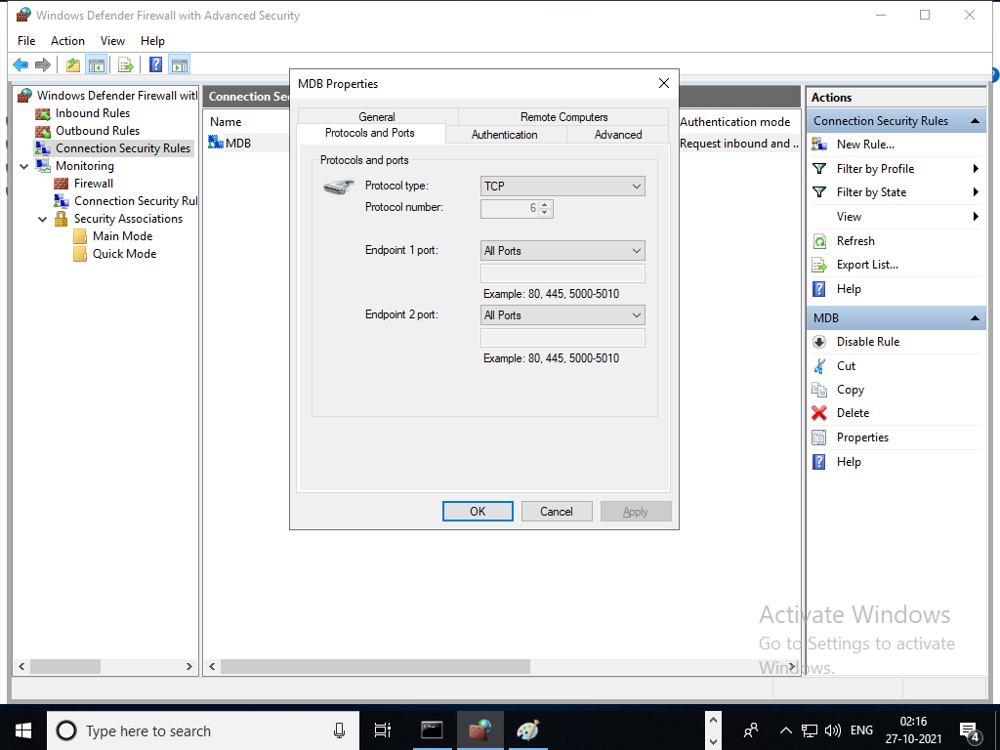 Windows Defender Firewall with Advanced Security
File Action View Help
Windows Defender Firewall wit
Inbound Rules
Outbound Rules
Connection Security Rules
Monitoring
Firewall
Connection Security Rul
Security Associations
Main Mode
Quick Mode
Connection Se
Name
Authentication mode
MDB
Request inbound and ...
MDB Properties
General
Remote Computers
Protocols and Ports
Authentication
Advanced
Protocols and ports
Protocol type:
TCP
Protocol number:
6
Endpoint 1 port:
All Ports
Example: 80, 445, 5000-5010
Endpoint 2 port:
All Ports
Example: 80, 445, 5000-5010
OK
Cancel
Apply
Actions
Connection Security Rules
New Rule...
Filter by Profile
Filter by State
View
Refresh
Export List...
Help
MDB
Disable Rule
Cut
Copy
Delete
Properties
Help
Activate Windows
Go to Settings to activate
Windows.
Type here to search
ENG
02:16
27-10-2021
4